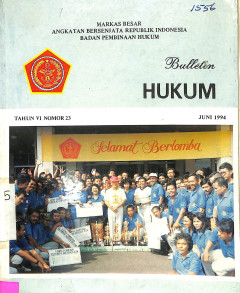 1556
MARKAS BESAR
ANGKATAN BERSENJATA REPUBLIK INDONESIA
BADAN PEMBINAAN HUKUM
Bulletin
HUKUM
TAHUN VI NOMOR 23
JUNI 1994
Selamat Berlomba
5